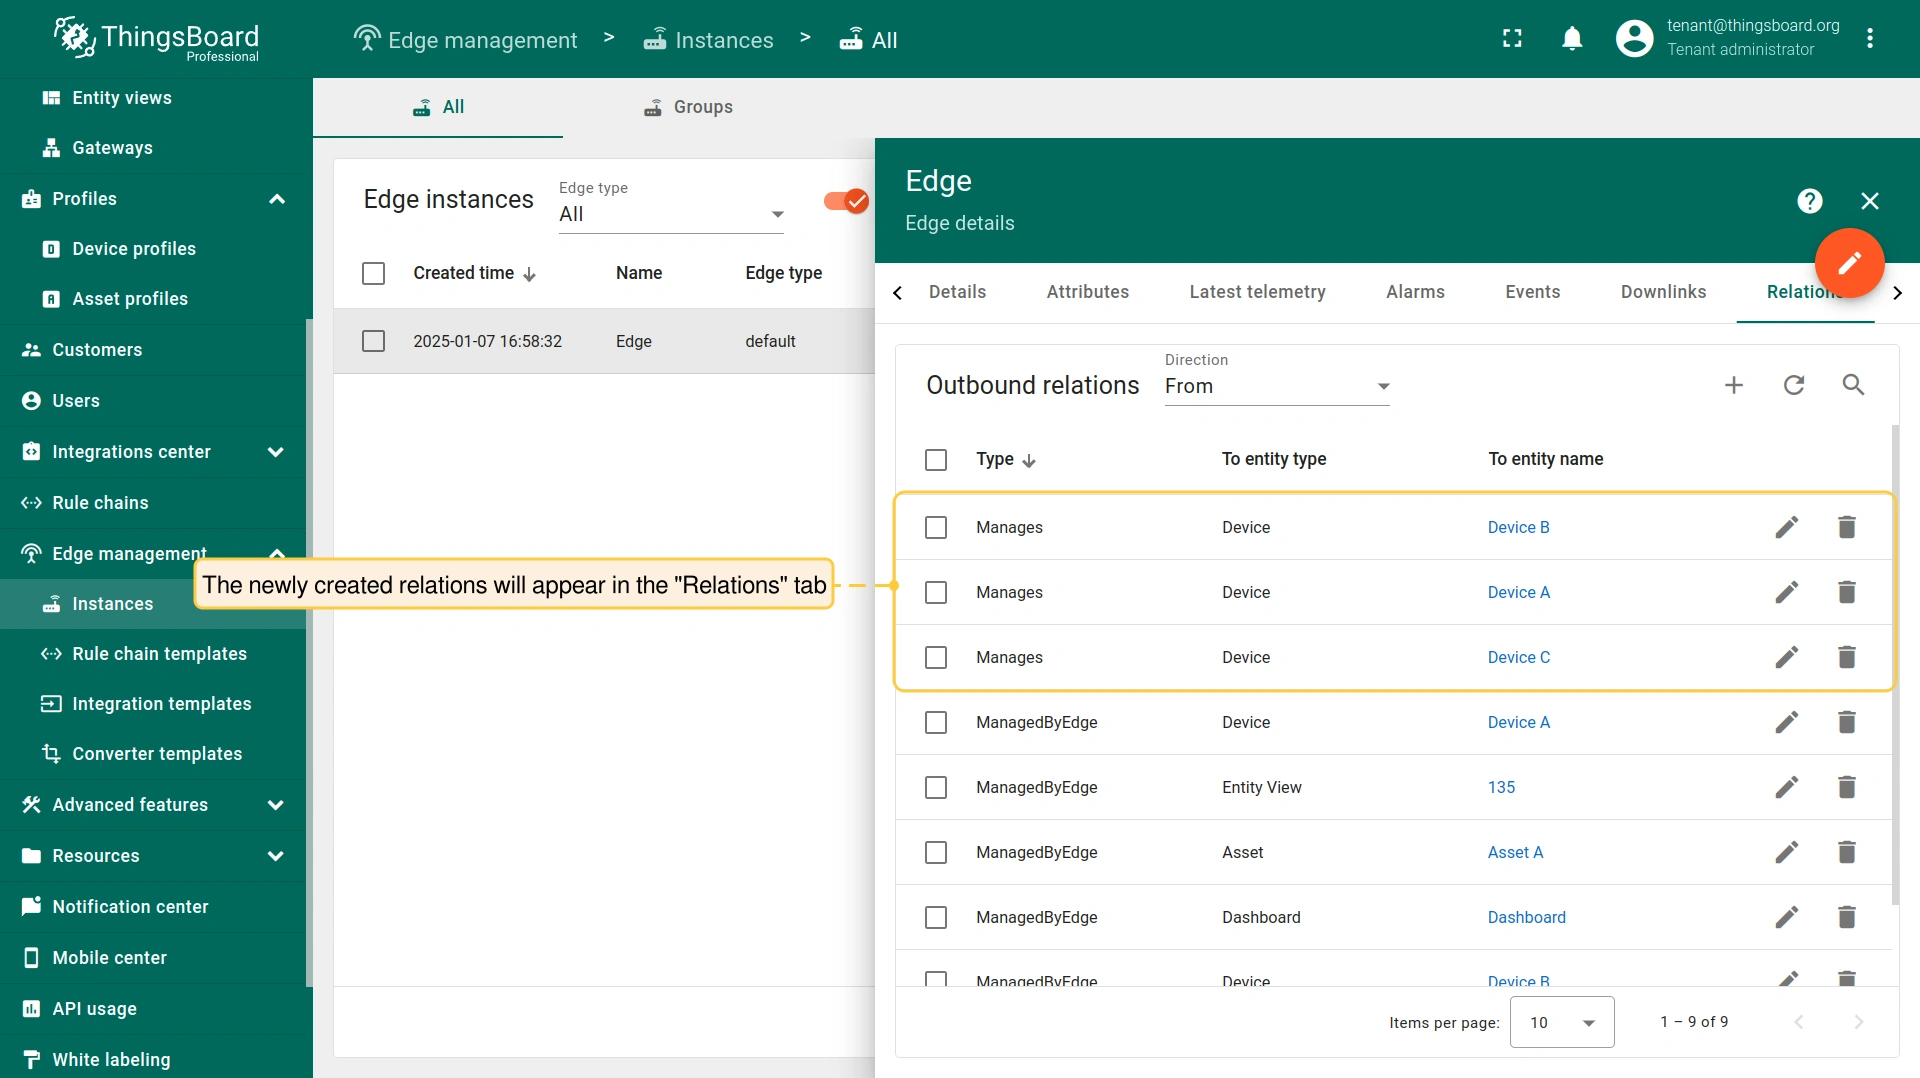 ThingsBoard
Professional
Edge management > Instances > All
tenant@thingsboard.org
Tenant administrator
Entity views
Gateways
Profiles
Device profiles
Asset profiles
Customers
Users
Integrations center
Rule chains
Edge management
Instances
Rule chain templates
Integration templates
Converter templates
Advanced features
Resources
Notification center
Mobile center
API usage
White labeling
All
Groups
Edge instances
Edge type
All
Created time Name Edge type
2025-01-07 16:58:32 Edge default
The newly created relations will appear in the "Relations" tab
Edge
Edge details
Details Attributes Latest telemetry Alarms Events Downlinks Relations
Outbound relations
Direction
From
Type To entity type To entity name
Manages Device Device B
Manages Device Device A
Manages Device Device C
ManagedByEdge Device Device A
ManagedByEdge Entity View 135
ManagedByEdge Asset Asset A
ManagedByEdge Dashboard Dashboard
ManagedByEdge Device Device B
Items per page: 10 1 – 9 of 9